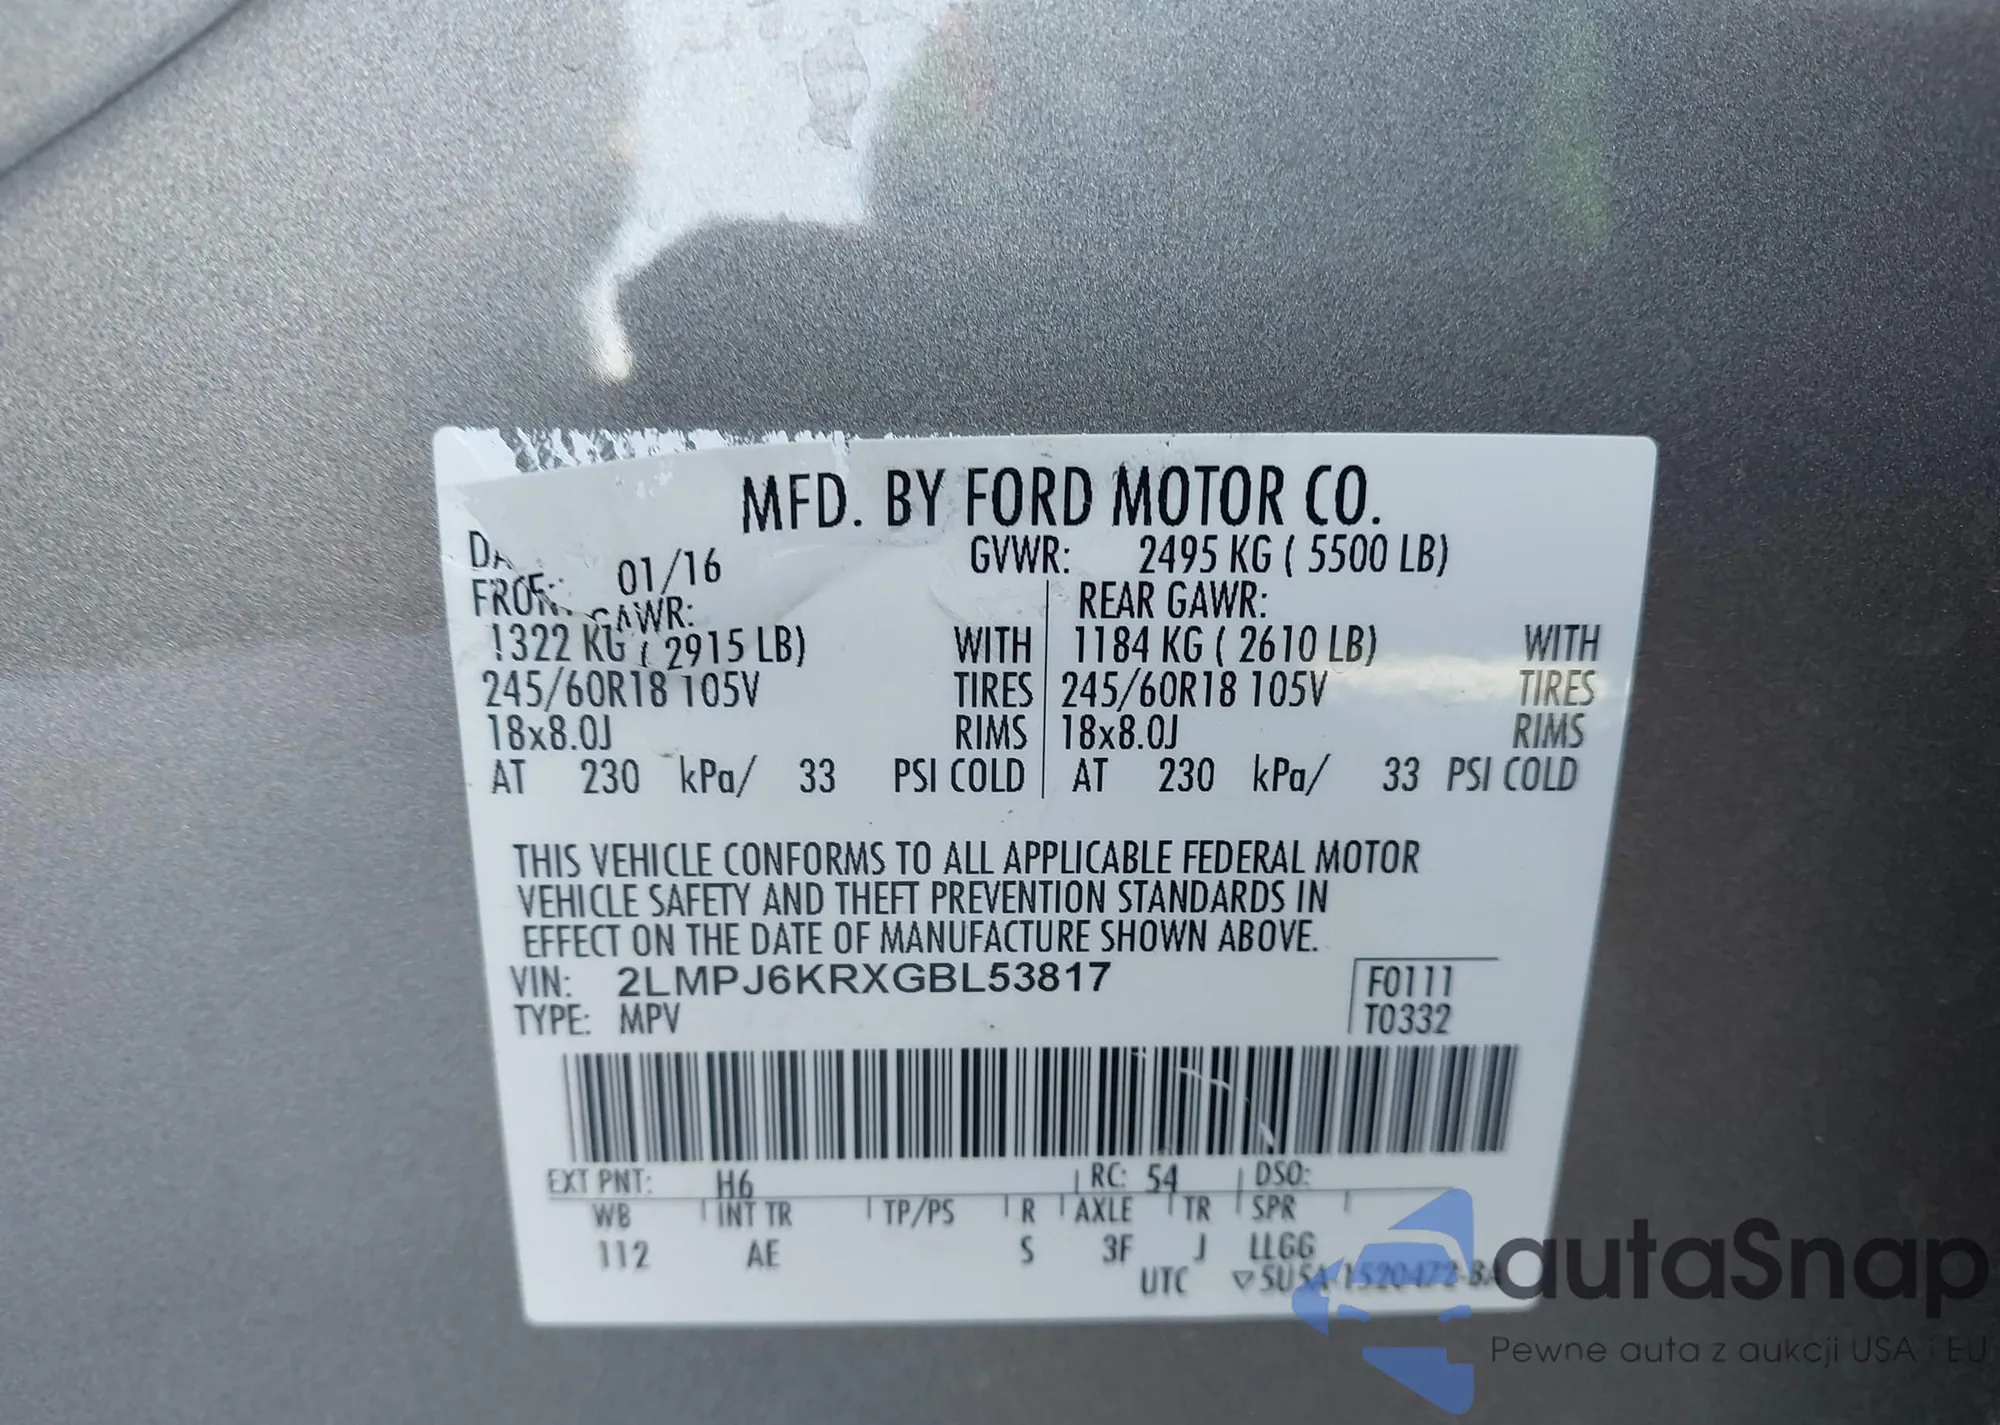 MFD. BY FORD MOTOR CO.
01/16 GVWR: 2495 KG ( 5500 LB)
GAWR: REAR GAWR:
1322 KG ( 2915 LB) WITH 1184 KG ( 2610 LB) WITH
245/60R18 105V TIRES 245/60R18 105V TIRES
18x8.0J RIMS 18x8.0J RIMS
AT 230 kPa/ 33 PSI COLD AT 230 kPa/ 33 PSI COLD
THIS VEHICLE CONFORMS TO ALL APPLICABLE FEDERAL MOTOR
VEHICLE SAFETY AND THEFT PREVENTION STANDARDS IN
EFFECT ON THE DATE OF MANUFACTURE SHOWN ABOVE.
VIN: 2LMPJ6KRXGBL53817 F0111
TYPE: MPV T0332
EXT PNT: H6 RC: 54 DSO:
WB INT TR TP/PS R AXLE TR SPR
112 AE S 3F J LLGG
UTC
autaSnap
Pewne auta z aukcji USA i EU